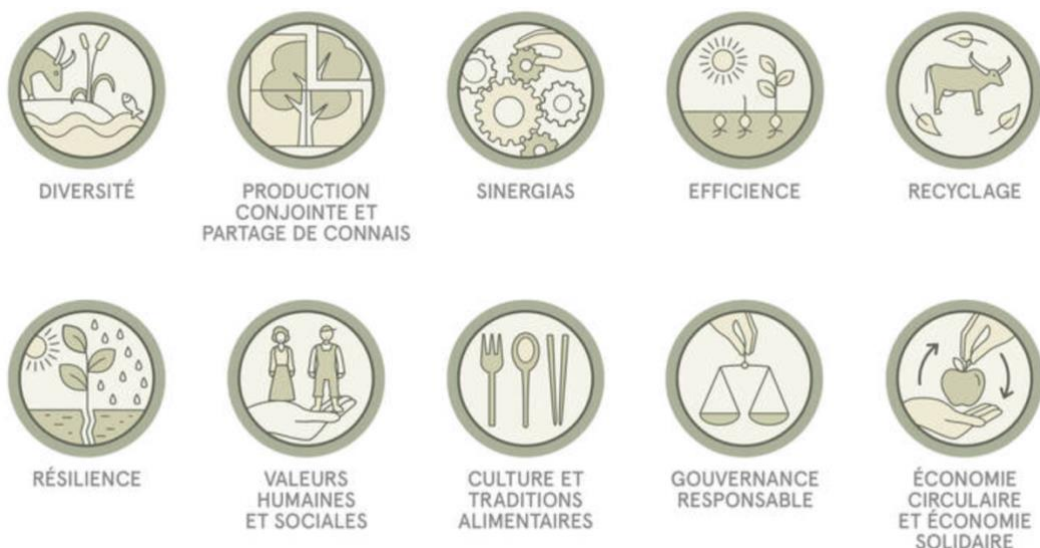 DIVERSITÉ
PRODUCTION
CONJOINTE ET
PARTAGE DE CONNAIS
SINERGIAS
EFFICIENCE
RECYCLAGE
RÉSILIENCE
VALEURS
HUMAINES
ET SOCIALES
CULTURE ET
TRADITIONS
ALIMENTAIRES
GOUVERNANCE
RESPONSABLE
ÉCONOMIE
CIRCULAIRE
ET ÉCONOMIE
SOLIDAIRE